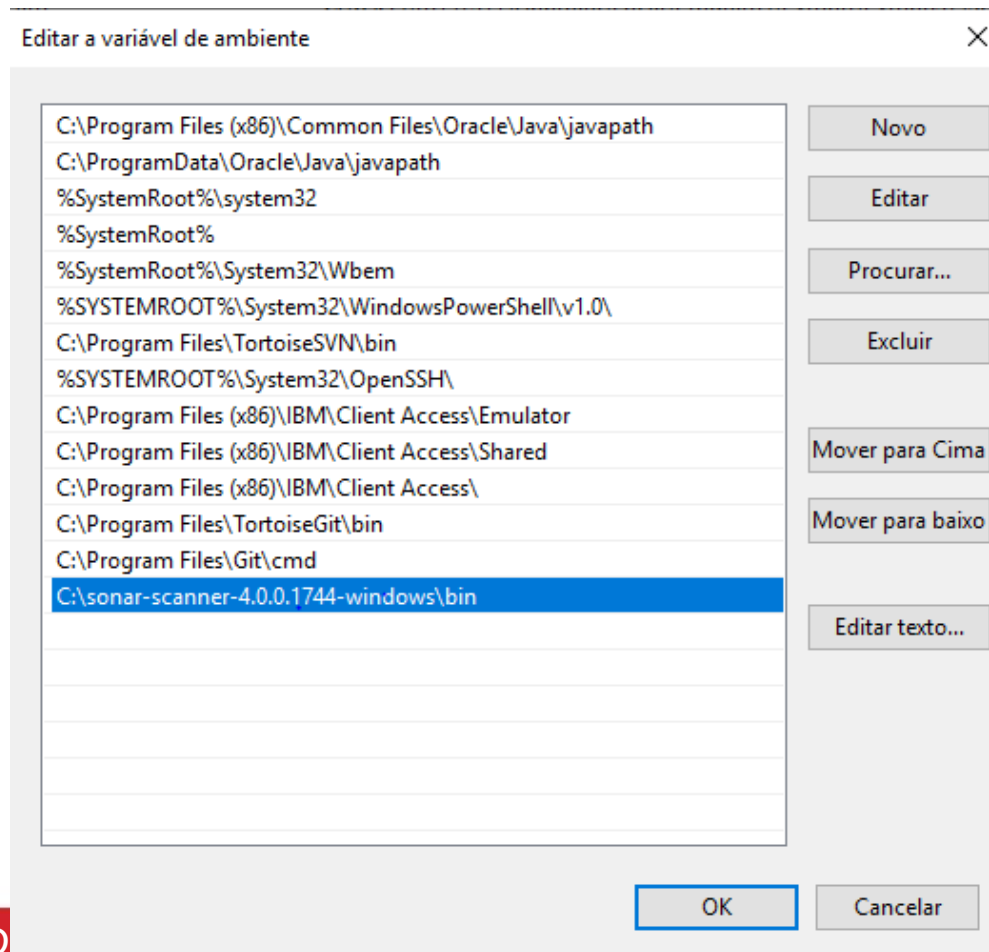 Editar a variável de ambiente
C:\Program Files (x86)\Common Files\Oracle\Java\javapath
C:\ProgramData\Oracle\Java\javapath
%SystemRoot%\system32
%SystemRoot%
%SystemRoot%\System32\Wbem
%SYSTEMROOT%\System32\WindowsPowerShell\v1.0\
C:\Program Files\TortoiseSVN\bin
%SYSTEMROOT%\System32\OpenSSH\
C:\Program Files (x86)\IBM\Client Access\Emulator
C:\Program Files (x86)\IBM\Client Access\Shared
C:\Program Files (x86)\IBM\Client Access\
C:\Program Files\TortoiseGit\bin
C:\Program Files\Git\cmd
C:\sonar-scanner-4.0.0.1744-windows\bin
Novo
Editar
Procurar...
Excluir
Mover para Cima
Mover para baixo
Editar texto...
OK
Cancelar